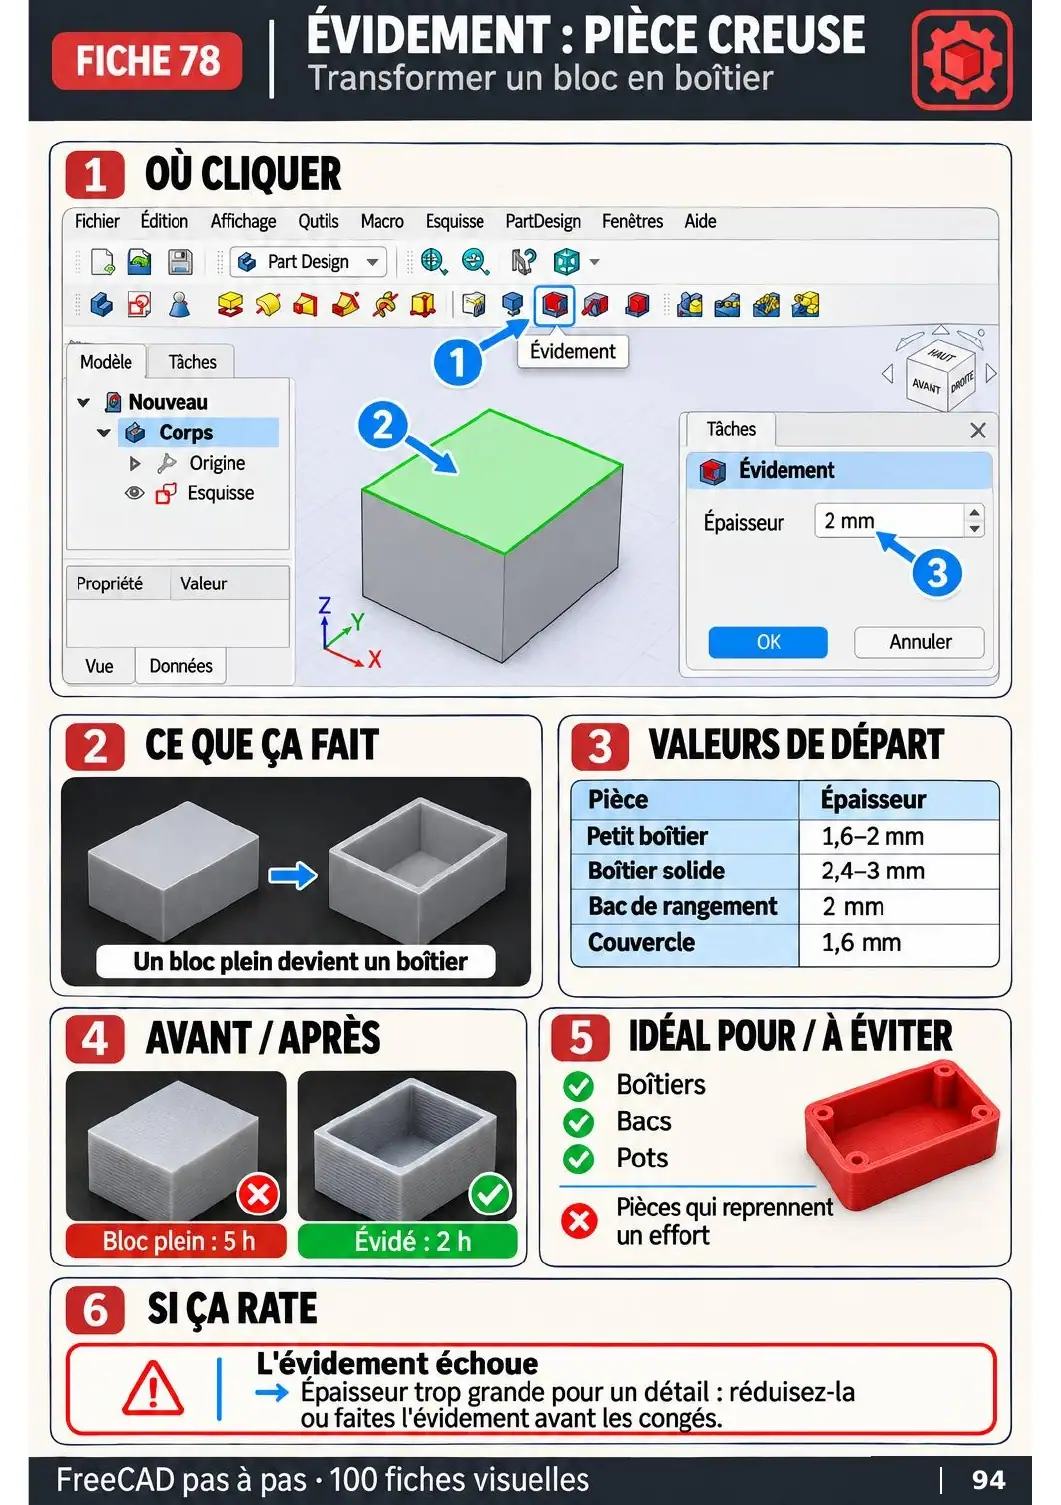 FICHE 78
ÉVIDEMENT : PIÈCE CREUSE
Transformer un bloc en boîtier
1 OÙ CLIQUER
Fichier Édition Affichage Outils Macro Esquisse PartDesign Fenêtres Aide
Part Design
Évidement
1
Modèle Tâches
Nouveau
Corps
Origine
Esquisse
Propriété Valeur
Vue Données
2
Z
Y
X
HAUT
AVANT DROITE
Tâches
Évidement
Épaisseur 2 mm
3
OK Annuler
2 CE QUE ÇA FAIT
Un bloc plein devient un boîtier
3 VALEURS DE DÉPART
Pièce Épaisseur
Petit boîtier 1,6–2 mm
Boîtier solide 2,4–3 mm
Bac de rangement 2 mm
Couvercle 1,6 mm
4 AVANT / APRÈS
Bloc plein : 5 h
Évidé : 2 h
5 IDÉAL POUR / À ÉVITER
Boîtiers
Bacs
Pots
Pièces qui reprennent
un effort
6 SI ÇA RATE
L'évidement échoue
→ Épaisseur trop grande pour un détail : réduisez-la
ou faites l'évidement avant les congés.
FreeCAD pas à pas · 100 fiches visuelles | 94